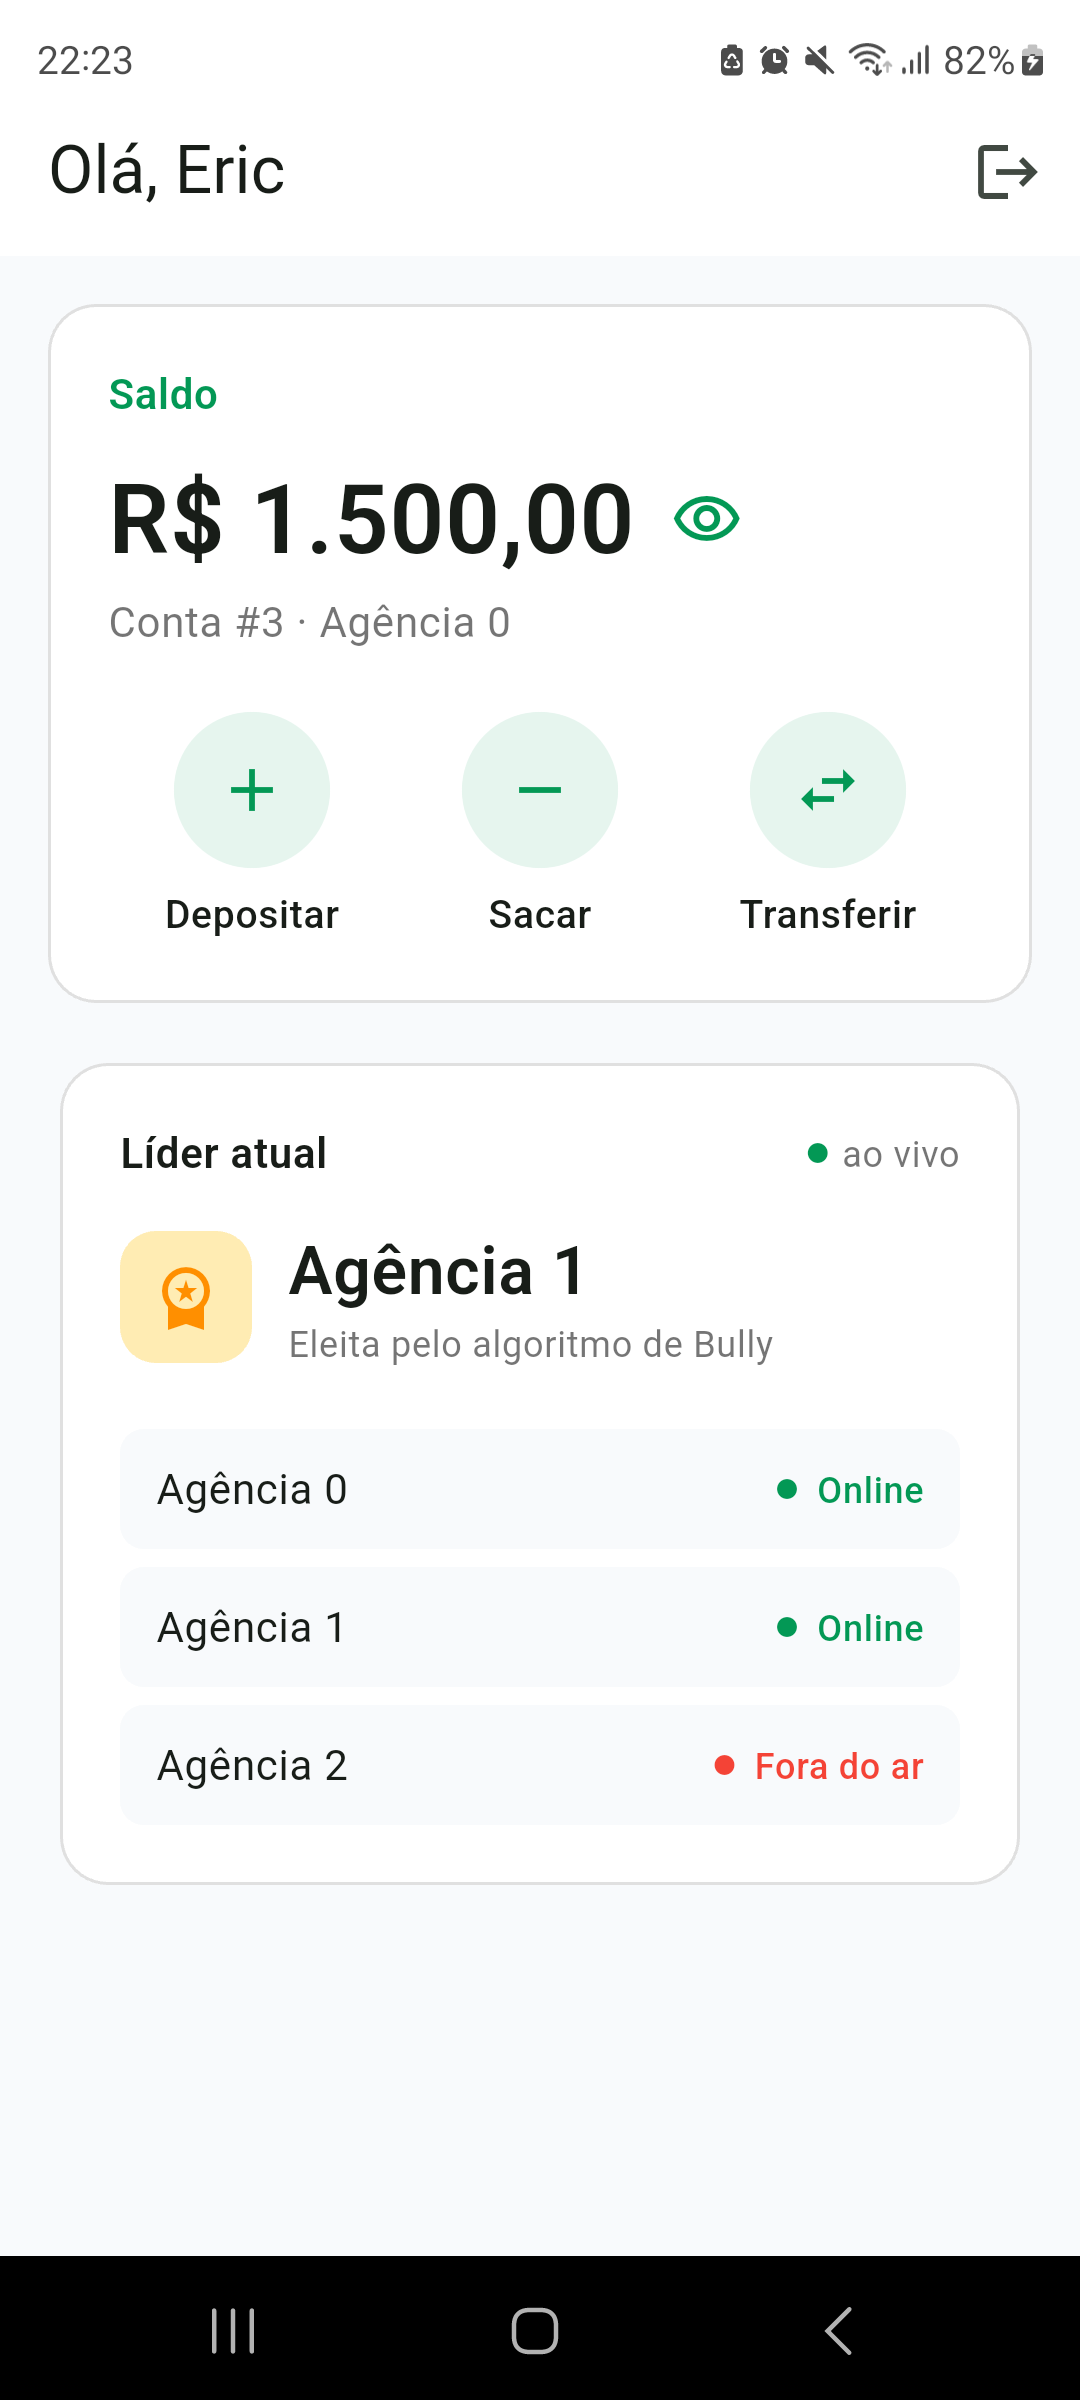 22:23
82%
Olá, Eric
Saldo
R$ 1.500,00
Conta #3 · Agência 0
Depositar
Sacar
Transferir
Líder atual
ao vivo
Agência 1
Eleita pelo algoritmo de Bully
Agência 0
Online
Agência 1
Online
Agência 2
Fora do ar